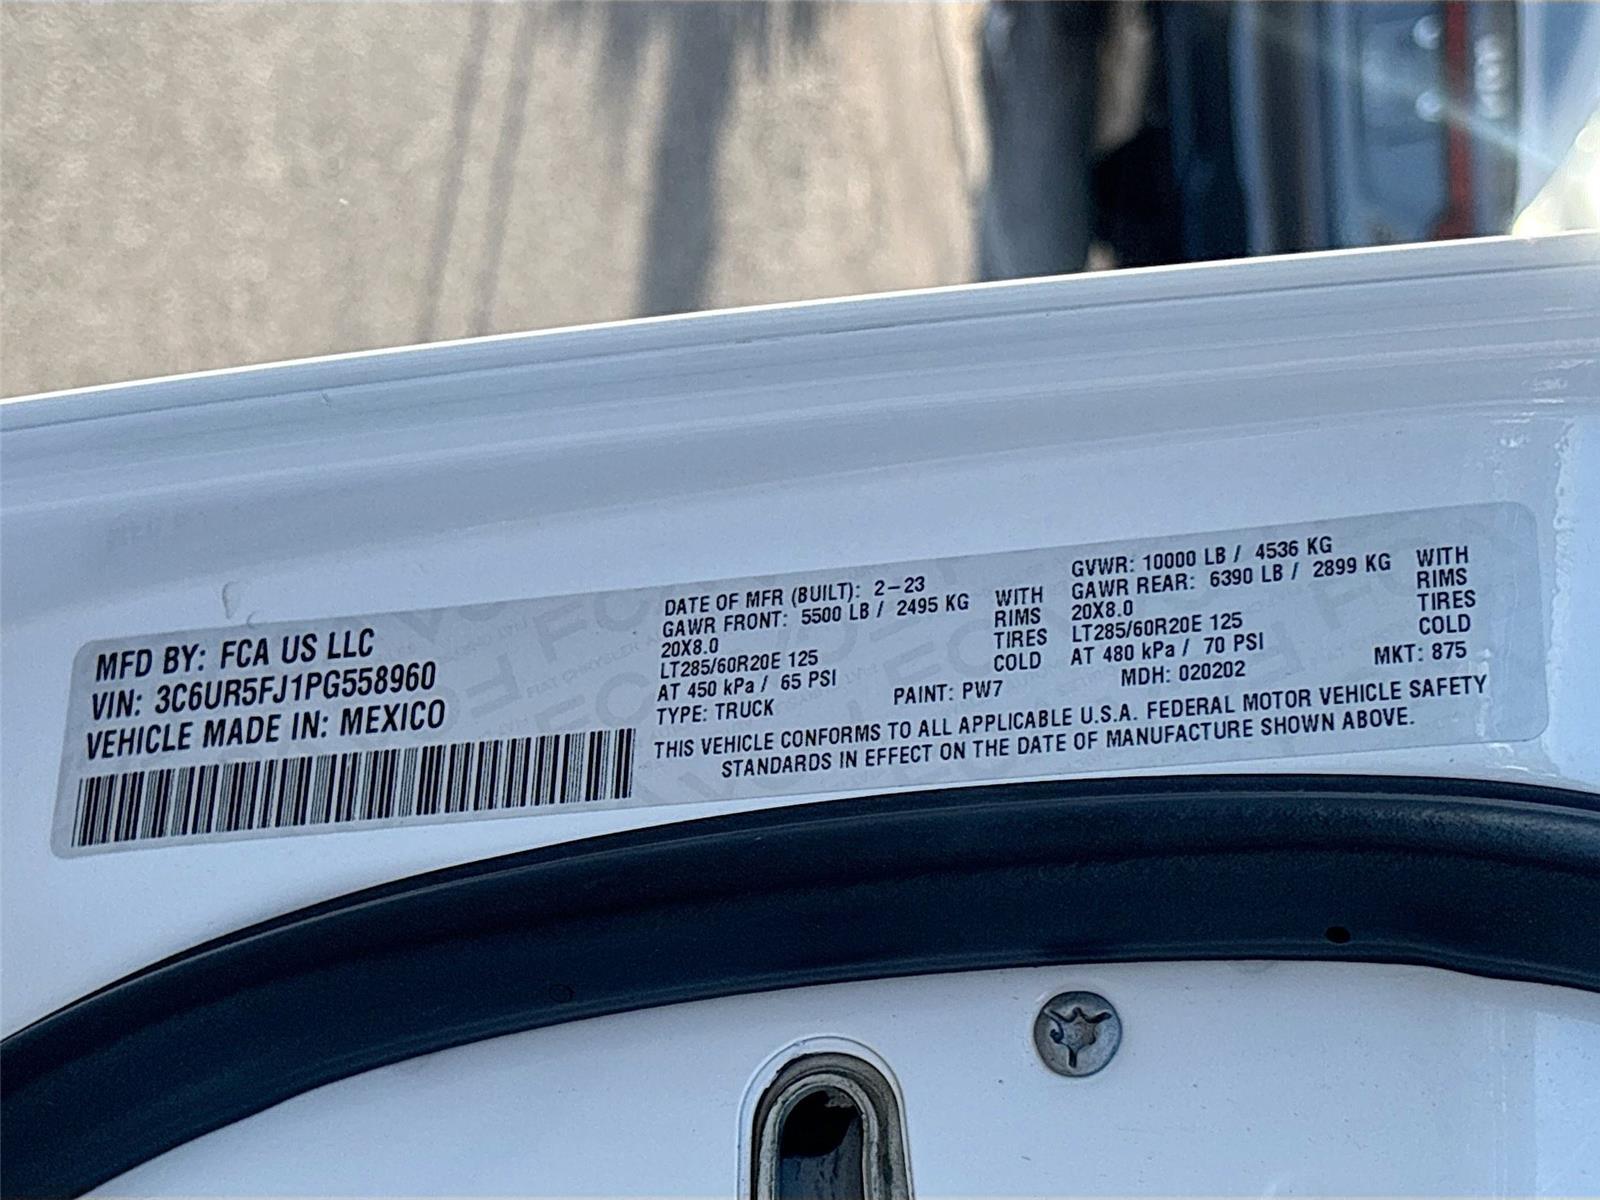 MFD BY: FCA US LLC
VIN: 3C6UR5FJ1PG558960
VEHICLE MADE IN: MEXICO
DATE OF MFR (BUILT): 2-23
GAWR FRONT: 5500 LB / 2495 KG WITH
20X8.0 RIMS
LT285/60R20E 125 TIRES
AT 450 kPa / 65 PSI COLD
TYPE: TRUCK
PAINT: PW7
GVWR: 10000 LB / 4536 KG
GAWR REAR: 6390 LB / 2899 KG WITH
20X8.0 RIMS
LT285/60R20E 125 TIRES
AT 480 kPa / 70 PSI COLD
MDH: 020202
MKT: 875
THIS VEHICLE CONFORMS TO ALL APPLICABLE U.S.A. FEDERAL MOTOR VEHICLE SAFETY
STANDARDS IN EFFECT ON THE DATE OF MANUFACTURE SHOWN ABOVE.